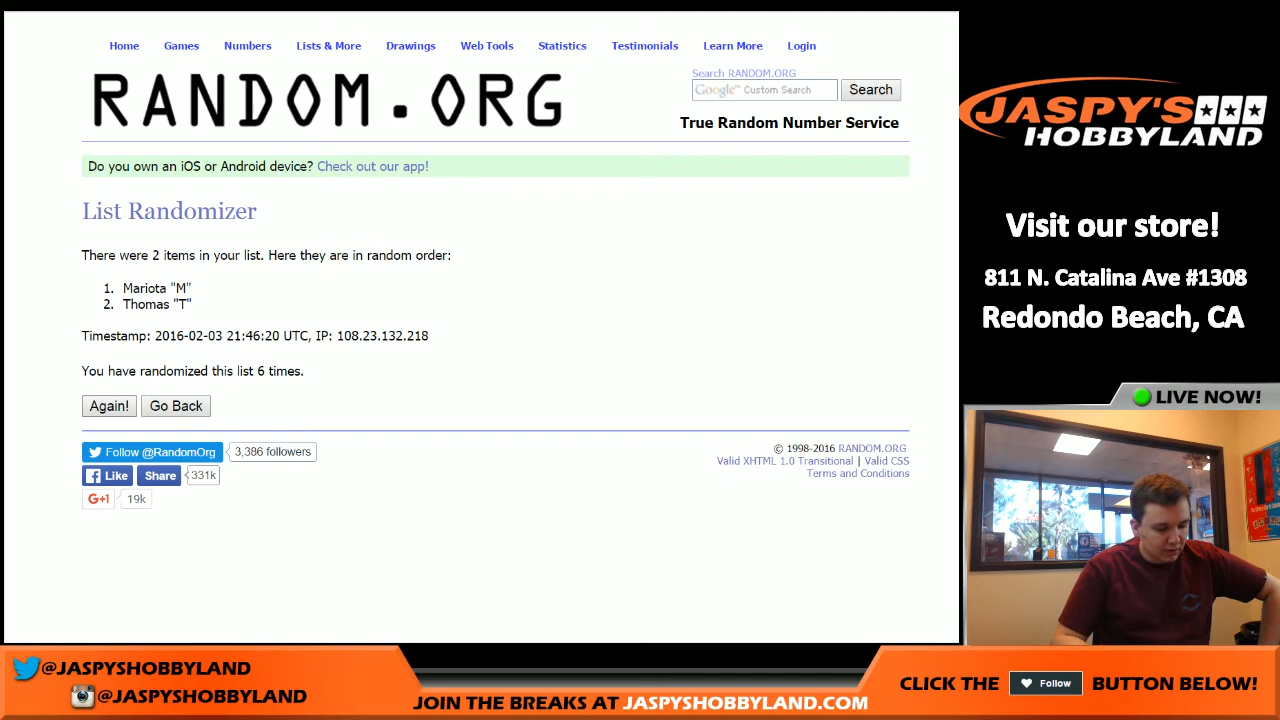 Home Games Numbers Lists & More Drawings Web Tools Statistics Testimonials Learn More Login
RANDOM.ORG
Search RANDOM.ORG
Google™ Custom Search Search
True Random Number Service
Do you own an iOS or Android device? Check out our app!
List Randomizer
There were 2 items in your list. Here they are in random order:
1. Mariota "M"
2. Thomas "T"
Timestamp: 2016-02-03 21:46:20 UTC, IP: 108.23.132.218
You have randomized this list 6 times.
Again! Go Back
Follow @RandomOrg 3,386 followers
Like Share 331k
G+1 19k
© 1998-2016 RANDOM.ORG
Valid XHTML 1.0 Transitional | Valid CSS
Terms and Conditions
JASPY'S
HOBBYLAND
Visit our store!
811 N. Catalina Ave #1308
Redondo Beach, CA
LIVE NOW!
@JASPYSHOBBYLAND
@JASPYSHOBBYLAND
JOIN THE BREAKS AT JASPYSHOBBYLAND.COM
CLICK THE Follow BUTTON BELOW!